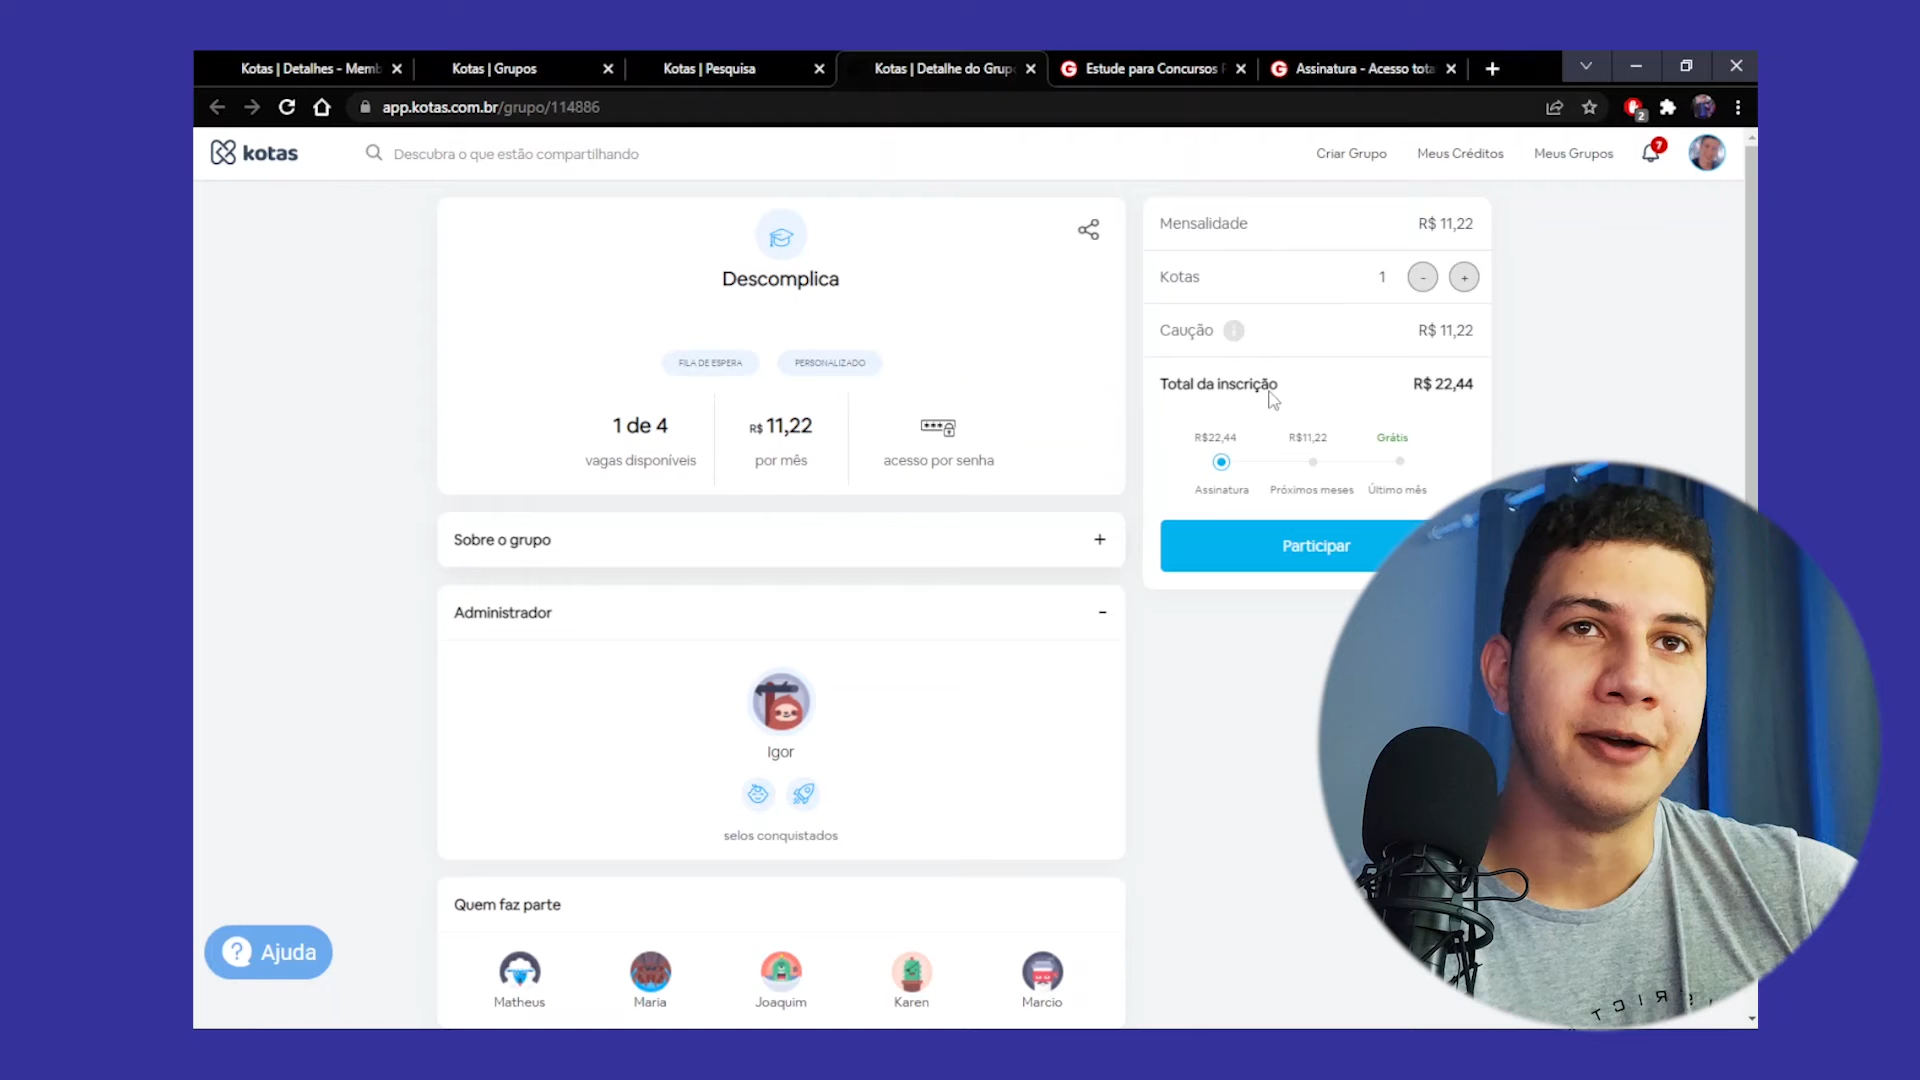 Kotas | Detalhes - Memb
Kotas | Grupos
Kotas | Pesquisa
Kotas | Detalhe do Grup
Estude para Concursos P
Assinatura - Acesso tota
app.kotas.com.br/grupo/114886
2
kotas
Descubra o que estão compartilhando
Criar Grupo
Meus Créditos
Meus Grupos
7
Descomplica
FILA DE ESPERA
PERSONALIZADO
1 de 4
vagas disponíveis
R$ 11,22
por mês
acesso por senha
Mensalidade R$ 11,22
Kotas 1 - +
Caução R$ 11,22
Total da inscrição R$ 22,44
R$22,44 R$11,22 Grátis
Assinatura Próximos meses Último mês
Participar
Sobre o grupo +
Administrador -
Igor
selos conquistados
Quem faz parte
Matheus
Maria
Joaquim
Karen
Marcio
? Ajuda